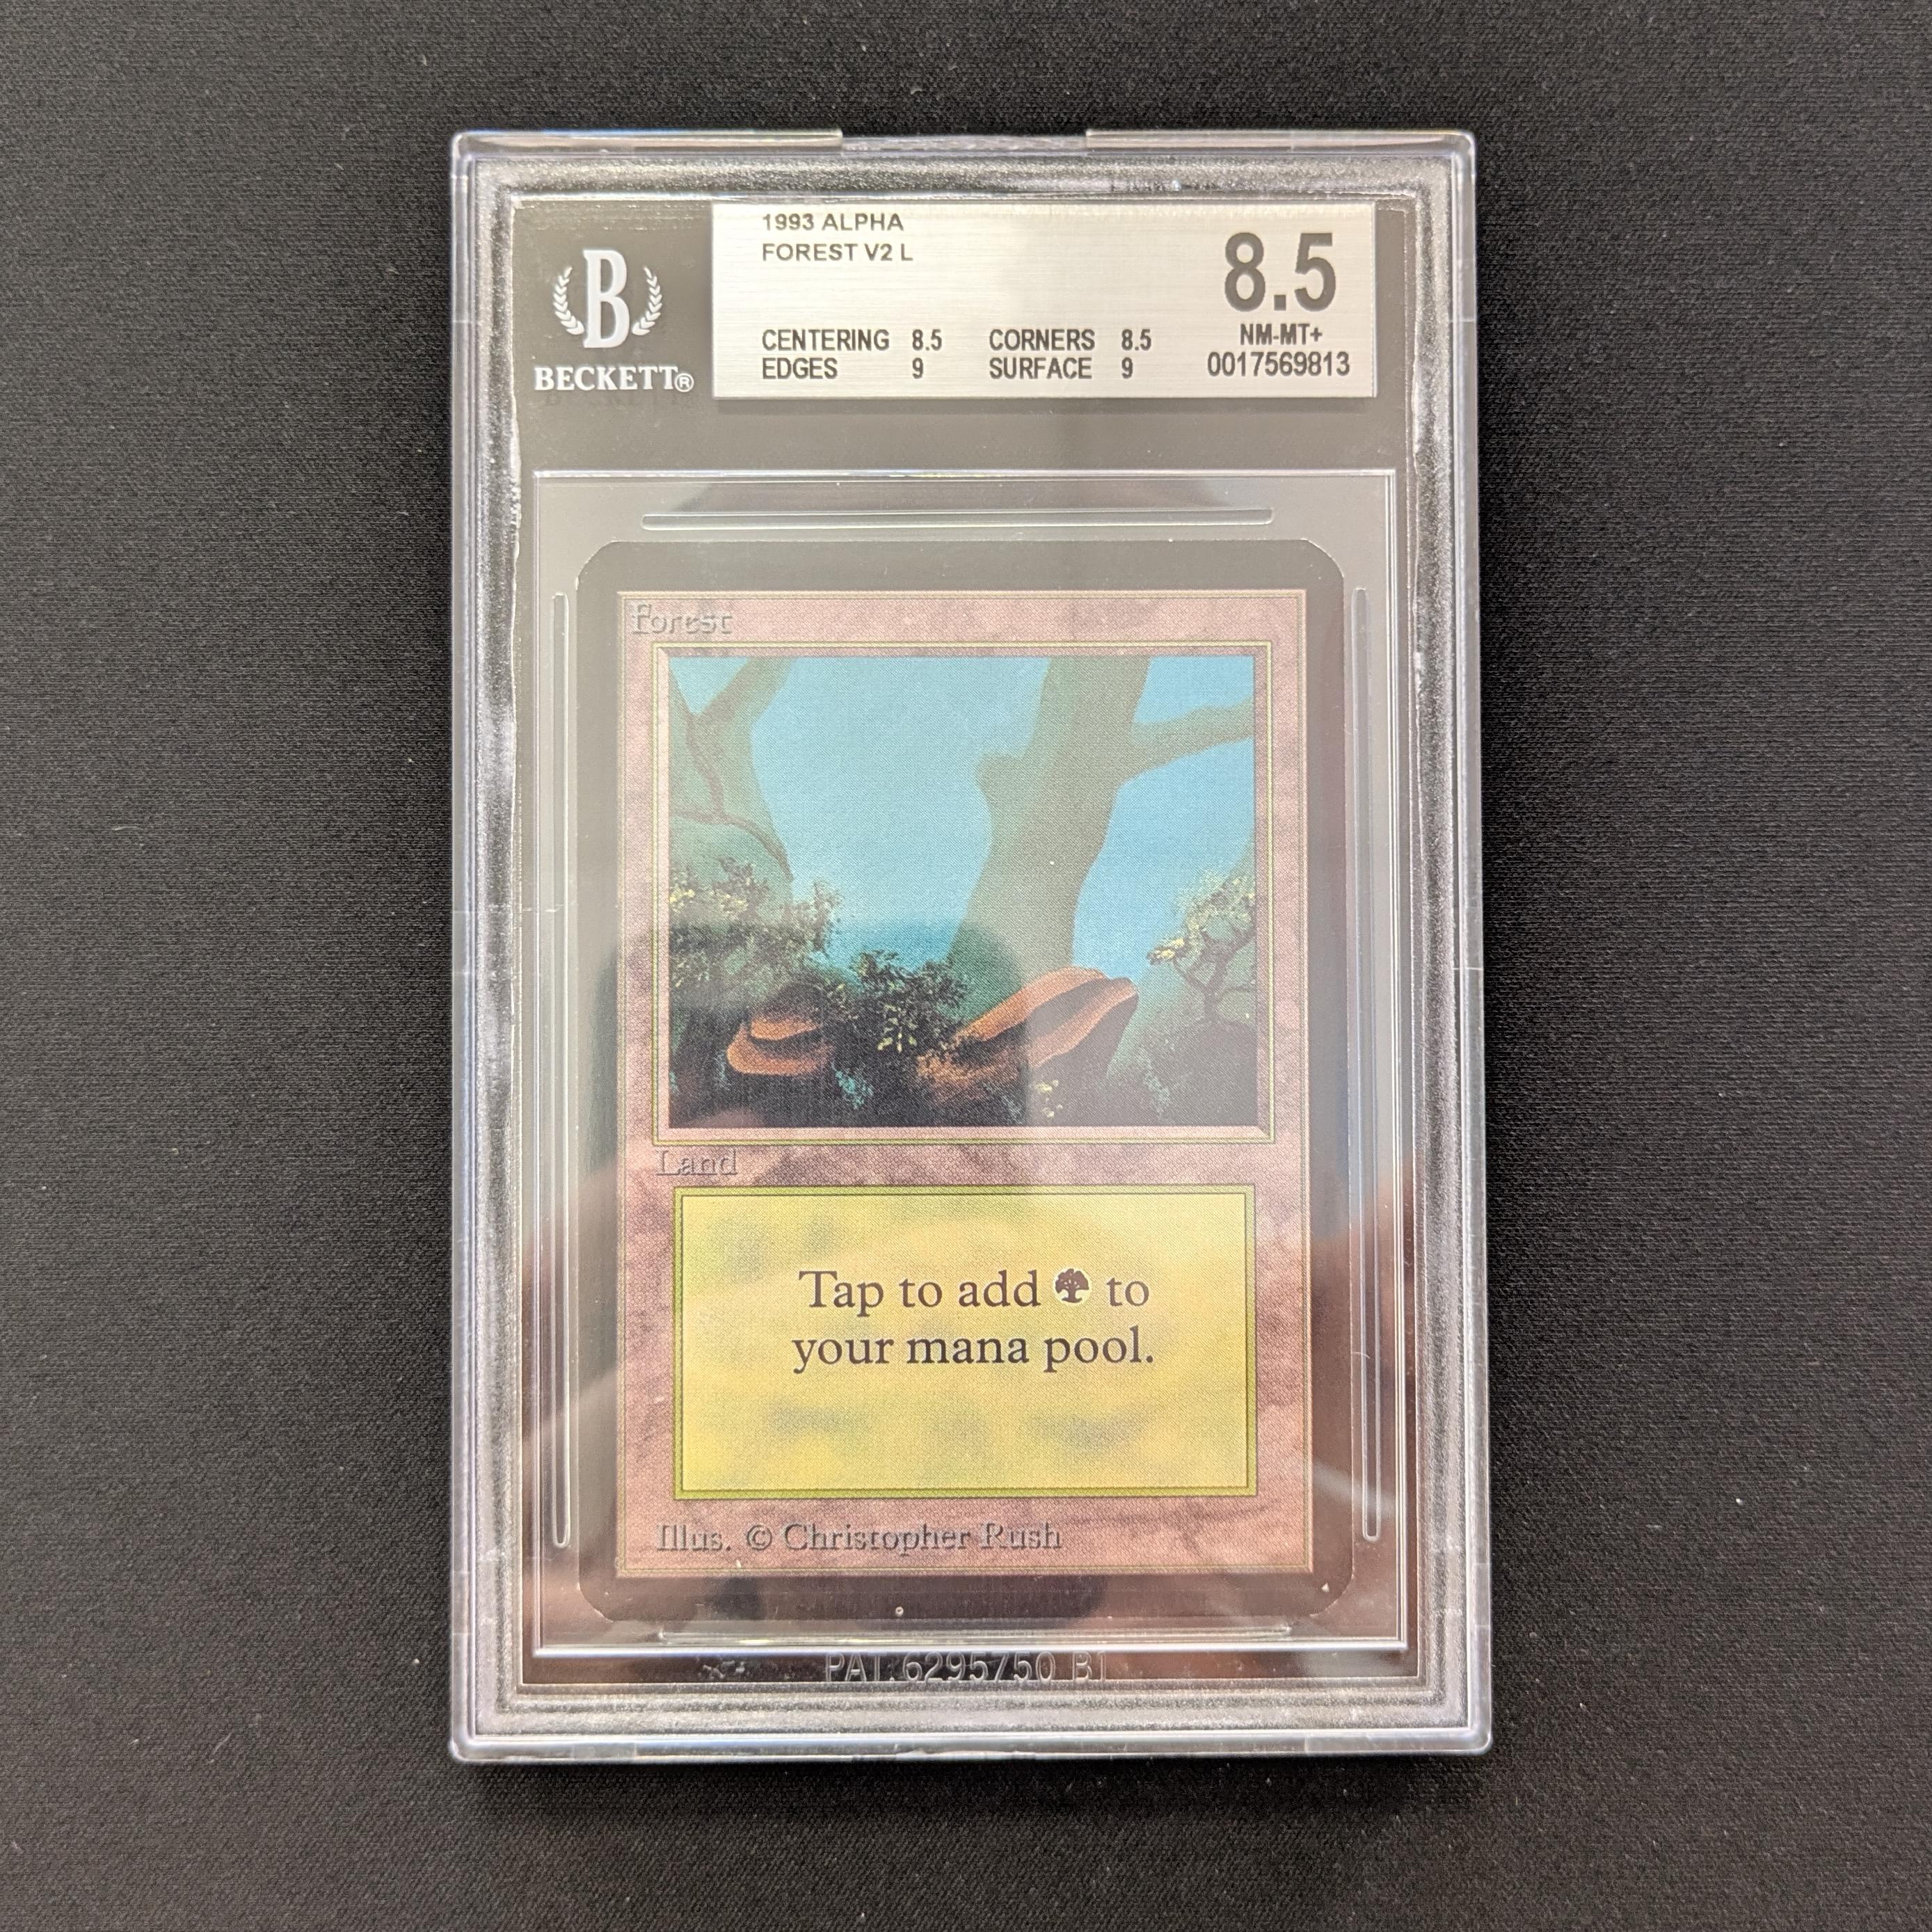 1993 ALPHA
FOREST V2 L
8.5
CENTERING 8.5 CORNERS 8.5
NM-MT+
EDGES 9 SURFACE 9
0017569813
B
BECKETT®
Forest
Land
Tap to add to
your mana pool.
Illus. © Christopher Rush
PAT.6295750 B1